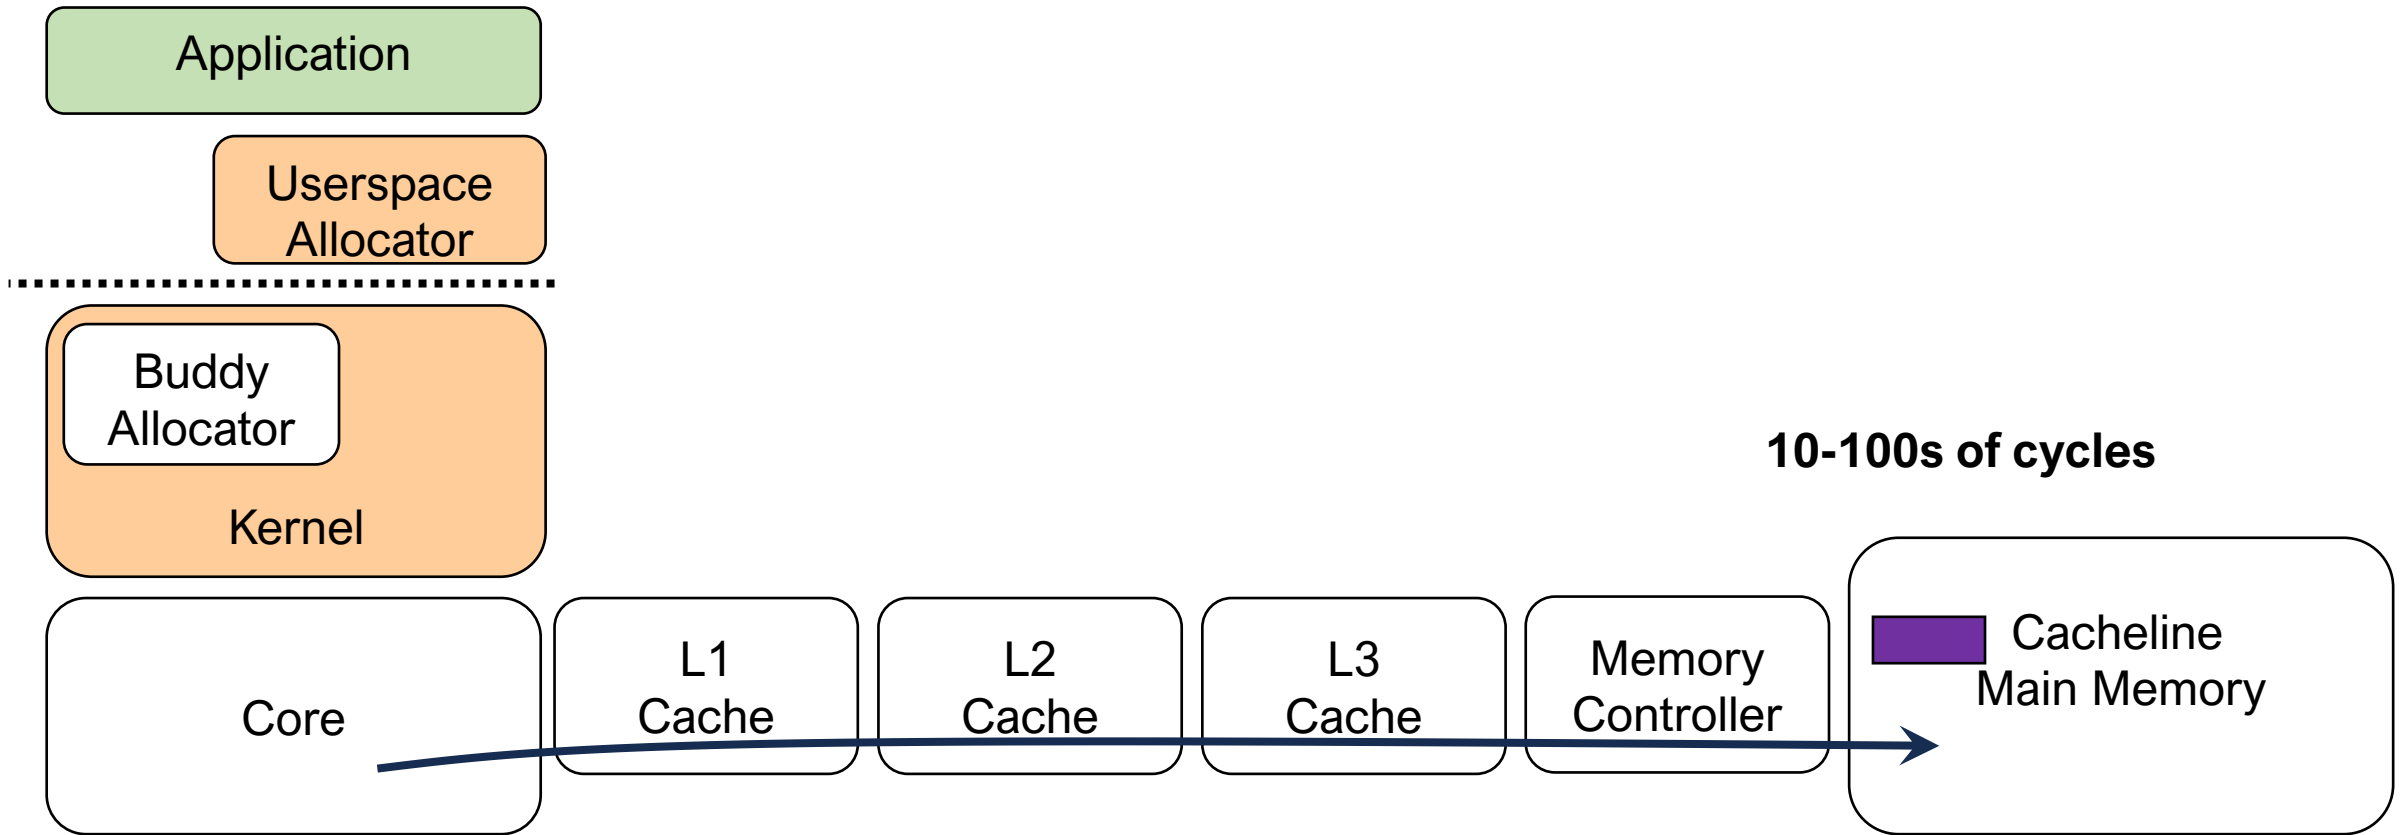 Application
Userspace
Allocator
Buddy
Allocator
Kernel
10-100s of cycles
Core
L1
Cache
L2
Cache
L3
Cache
Memory
Controller
Cacheline
Main Memory